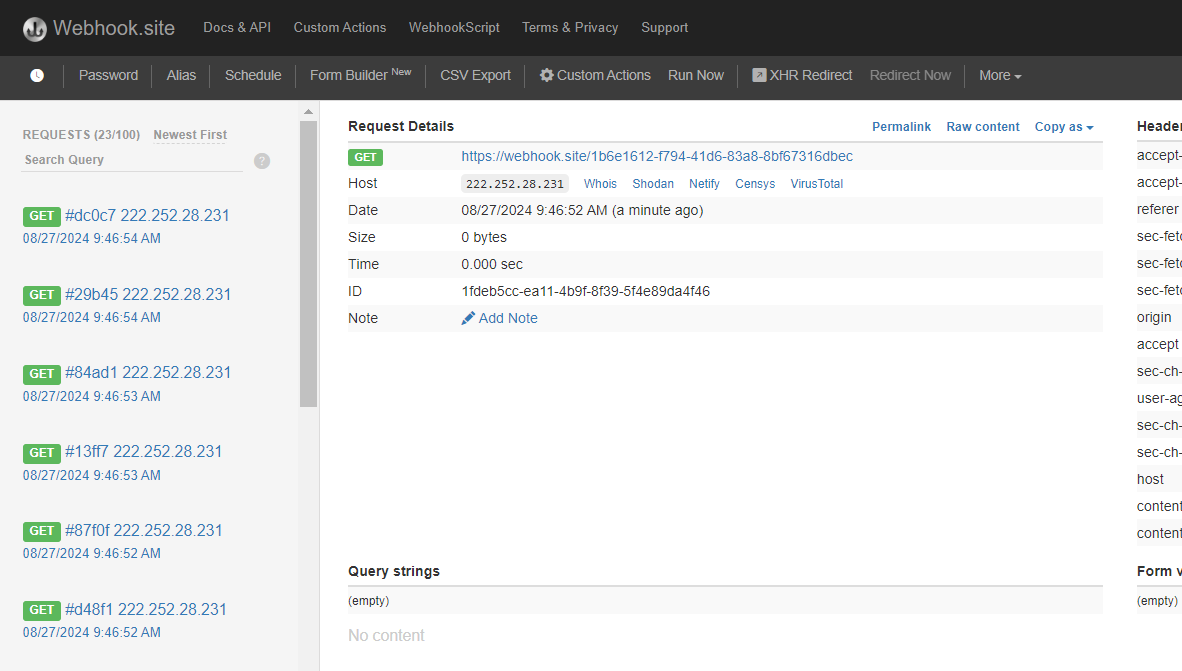 Webhook.site Docs & API Custom Actions WebhookScript Terms & Privacy Support
Password Alias Schedule Form Builder New CSV Export Custom Actions Run Now XHR Redirect Redirect Now More
REQUESTS (23/100) Newest First
Search Query ?
GET #dc0c7 222.252.28.231
08/27/2024 9:46:54 AM
GET #29b45 222.252.28.231
08/27/2024 9:46:54 AM
GET #84ad1 222.252.28.231
08/27/2024 9:46:53 AM
GET #13ff7 222.252.28.231
08/27/2024 9:46:53 AM
GET #87f0f 222.252.28.231
08/27/2024 9:46:52 AM
GET #d48f1 222.252.28.231
08/27/2024 9:46:52 AM
Request Details Permalink Raw content Copy as
GET https://webhook.site/1b6e1612-f794-41d6-83a8-8bf67316dbec
Host 222.252.28.231 Whois Shodan Netify Censys VirusTotal
Date 08/27/2024 9:46:52 AM (a minute ago)
Size 0 bytes
Time 0.000 sec
ID 1fdeb5cc-ea11-4b9f-8f39-5f4e89da4f46
Note Add Note
Query strings
(empty)
No content
Header
accept-
accept-
referer
sec-fetc
sec-fetc
sec-fetc
origin
accept
sec-ch-
user-ag
sec-ch-
sec-ch-
host
content
content
Form v
(empty)